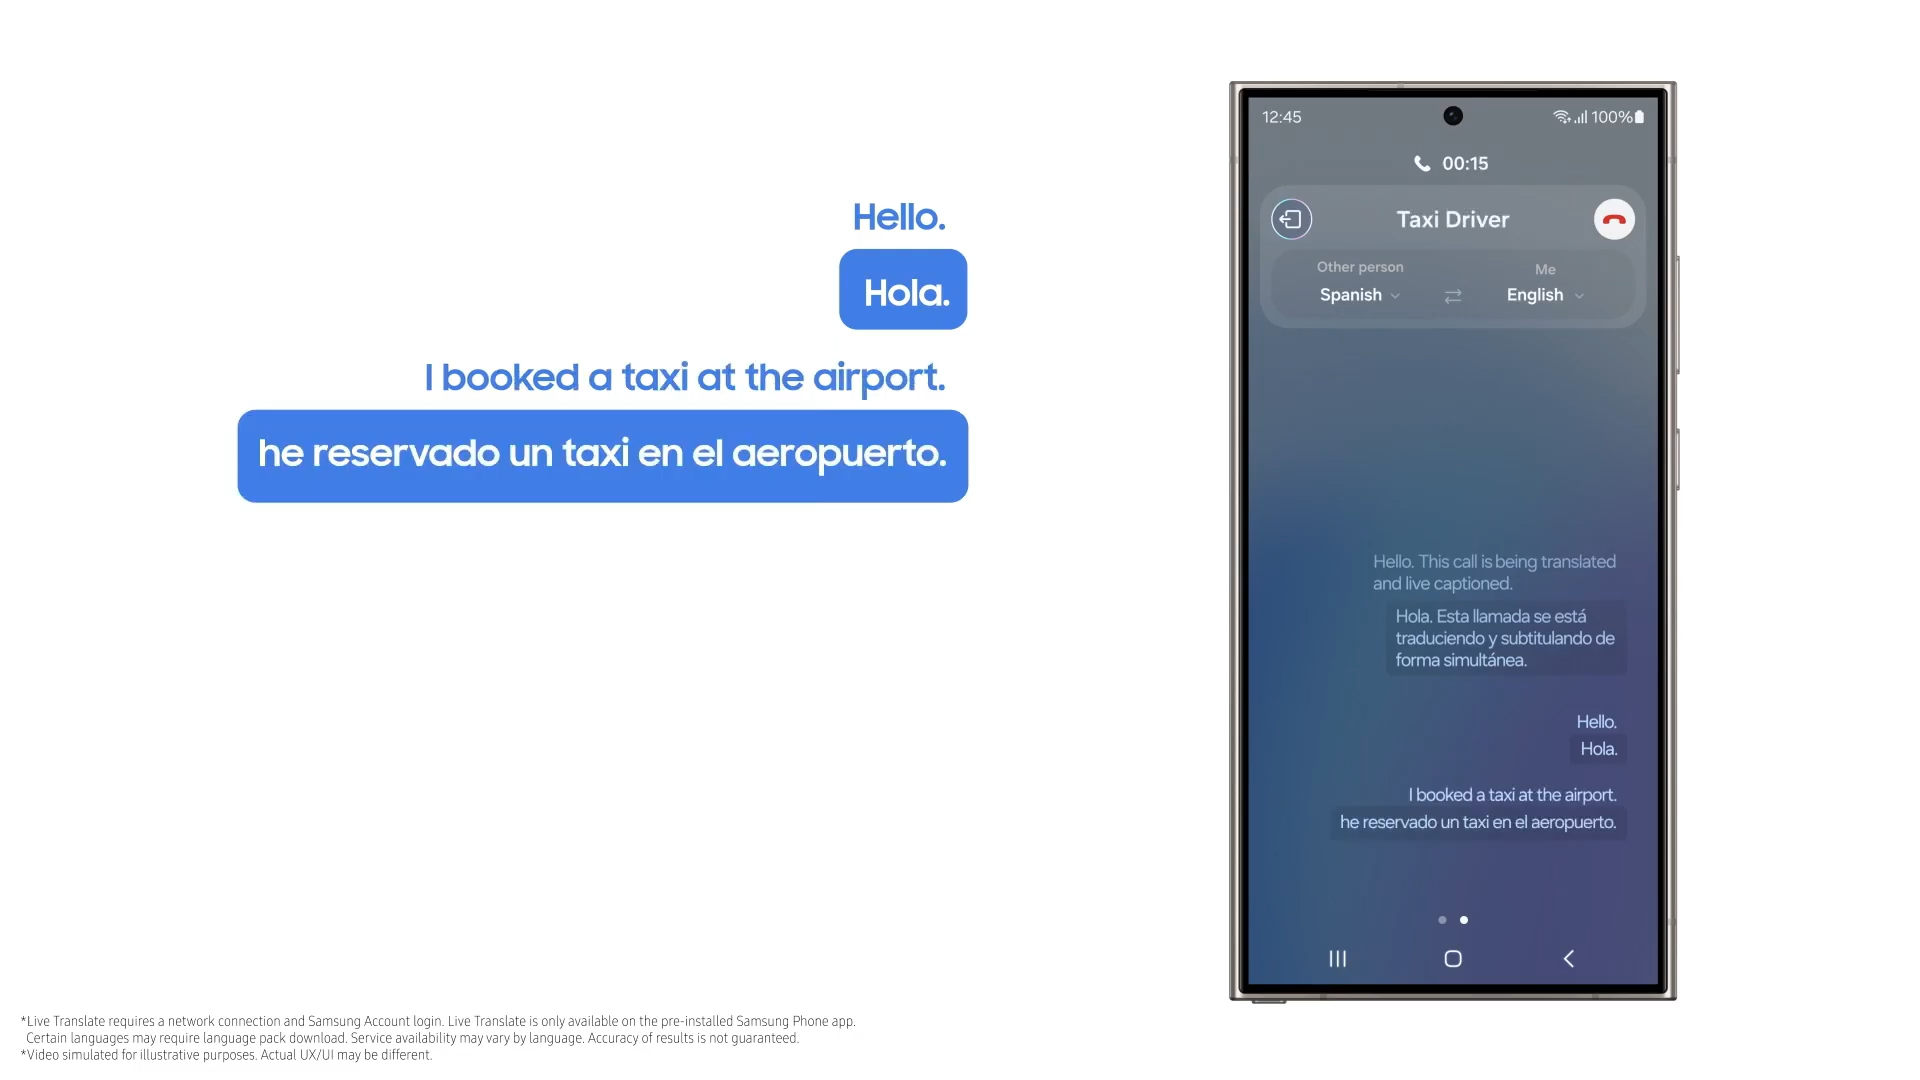 Hello.
Hola.
I booked a taxi at the airport.
he reservado un taxi en el aeropuerto.
12:45
100%
00:15
Taxi Driver
Other person
Me
Spanish
English
Hello. This call is being translated
and live captioned.
Hola. Esta llamada se está
traduciendo y subtitulando de
forma simultánea.
Hello.
Hola.
I booked a taxi at the airport.
he reservado un taxi en el aeropuerto.
*Live Translate requires a network connection and Samsung Account login. Live Translate is only available on the pre-installed Samsung Phone app.
Certain languages may require language pack download. Service availability may vary by language. Accuracy of results is not guaranteed.
*Video simulated for illustrative purposes. Actual UX/UI may be different.